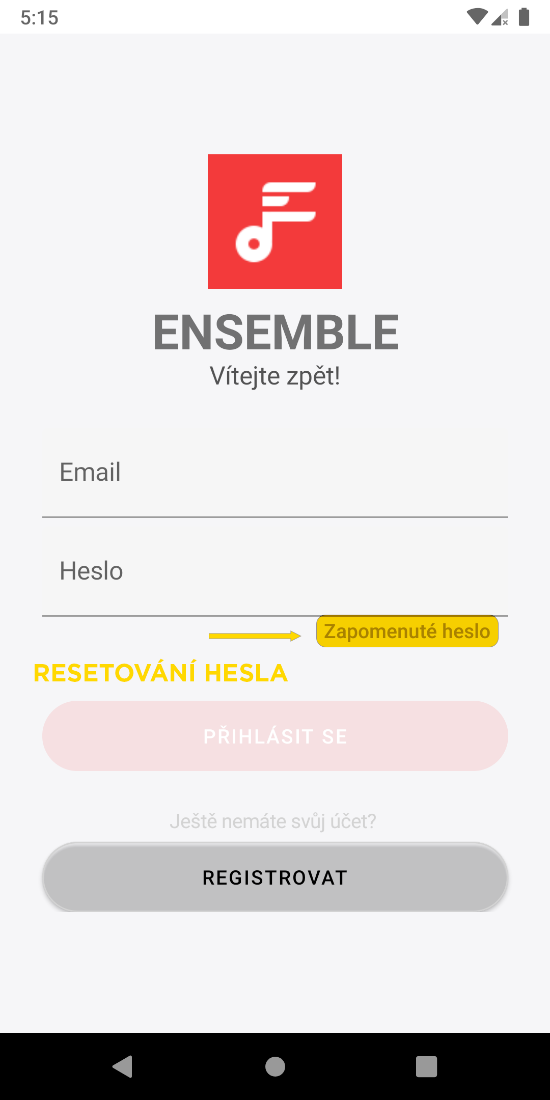 5:15
ENSEMBLE
Vítejte zpět!
Email
Heslo
Zapomenuté heslo
RESETOVÁNÍ HESLA
PŘIHLÁSIT SE
Ještě nemáte svůj účet?
REGISTROVAT